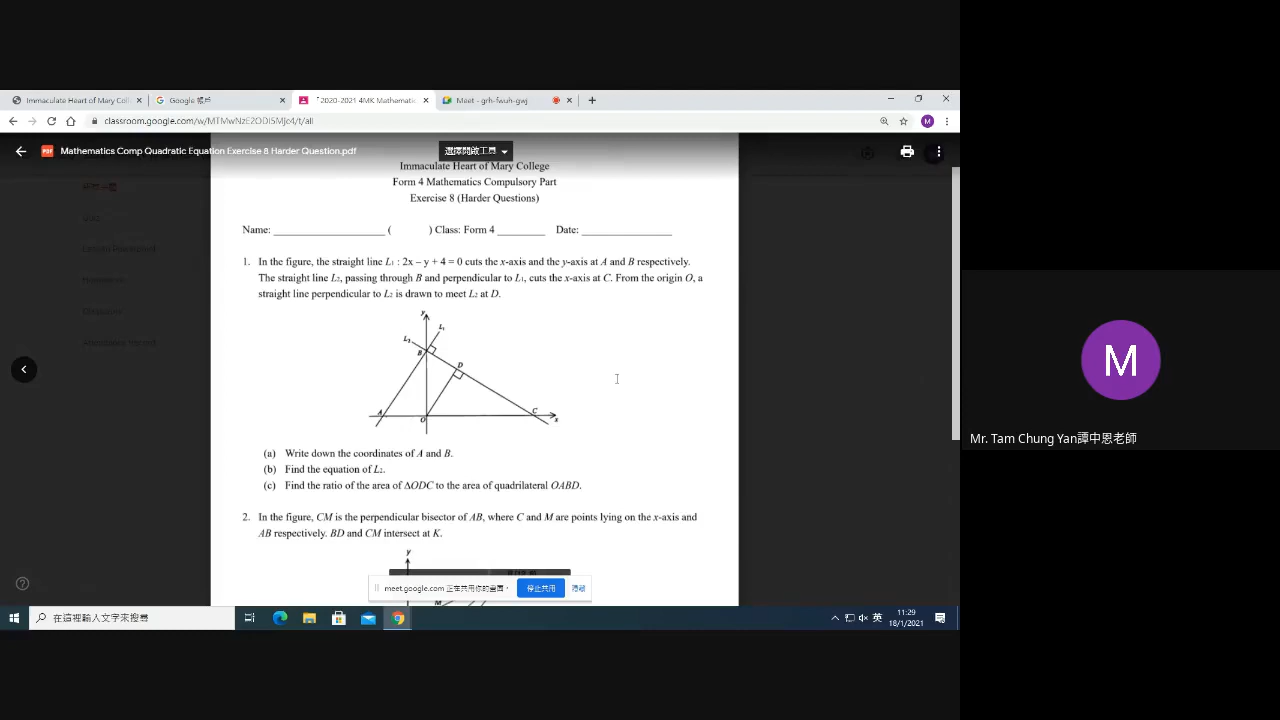 Immaculate Heart of Mary Coll
Google 帳戶
「2020-2021 4MK Mathematic
Meet - grh-fwuh-gwj
classroom.google.com/w/MTMwNzE2ODI5MJc4/t/all
Mathematics Comp Quadratic Equation Exercise 8 Harder Question.pdf
選擇開啟工具
Immaculate Heart of Mary College
Form 4 Mathematics Compulsory Part
Exercise 8 (Harder Questions)
Name: ____________________ ( ) Class: Form 4 _________ Date: _________________
1. In the figure, the straight line L₁ : 2x – y + 4 = 0 cuts the x-axis and the y-axis at A and B respectively.
The straight line L₂, passing through B and perpendicular to L₁, cuts the x-axis at C. From the origin O, a
straight line perpendicular to L₂ is drawn to meet L₂ at D.
y
L₁
L₂
B
D
A
O
C
x
(a) Write down the coordinates of A and B.
(b) Find the equation of L₂.
(c) Find the ratio of the area of ΔODC to the area of quadrilateral OABD.
2. In the figure, CM is the perpendicular bisector of AB, where C and M are points lying on the x-axis and
AB respectively. BD and CM intersect at K.
y
M
meet.google.com 正在共用你的畫面。
停止共用
隱藏
在這裡輸入文字來搜尋
英
11:29
18/1/2021
M
Mr. Tam Chung Yan譚中恩老師